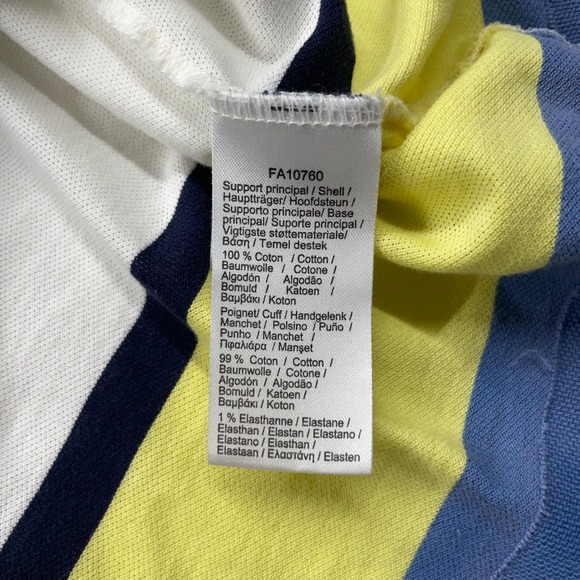 FA10760
Support principal / Shell /
Hauptträger/ Hoofdsteun /
Supporto principale/ Base
principal/ Suporte principal/
Vigtigste støttemateriale/
Βάση / Temel destek
100 % Coton / Cotton /
Baumwolle / Cotone /
Algodón / Algodão /
Bomuld / Katoen /
Βαμβάκι / Koton
Poignet/ Cuff / Handgelenk /
Manchet / Polsino / Puño /
Punho / Manchet /
Πφαλιάρα / Manşet
99 % Coton / Cotton /
Baumwolle / Cotone /
Algodón / Algodão /
Bomuld / Katoen /
Βαμβάκι / Koton
1 % Elasthanne / Elastane /
Elasthan / Elastan / Elastano /
Elastano / Elasthan /
Elastaan / Ελαστάνη / Elasten